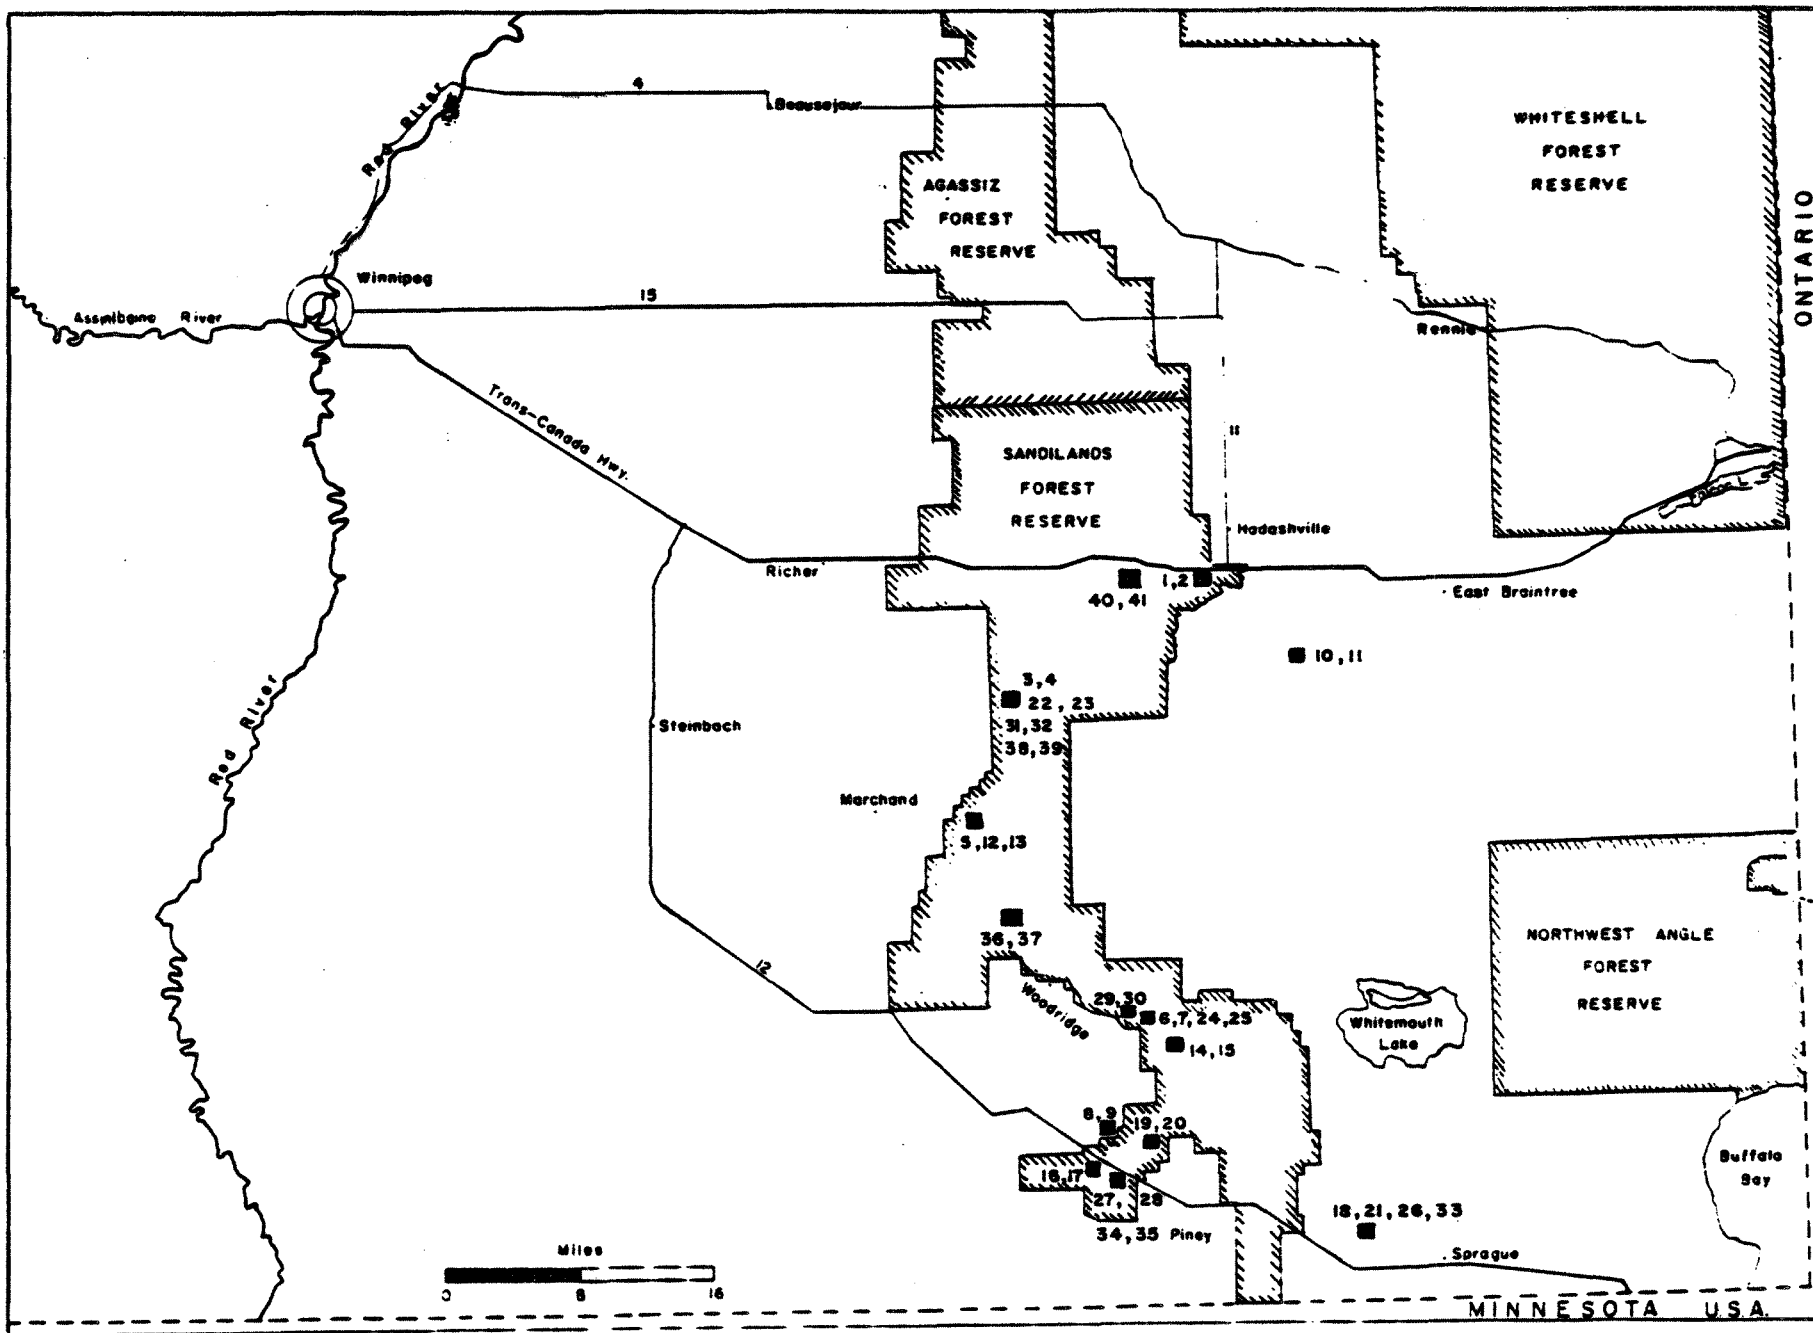 4
Beausejour
Red River
WHITESHELL
FOREST
RESERVE
AGASSIZ
FOREST
RESERVE
ONTARIO
Winnipeg
15
Assiniboine River
Rennie
Trans-Canada Hwy.
11
SANDILANDS
FOREST
RESERVE
Falcon L.
Hadashville
Richer
40,41
1,2
East Braintree
10,11
3,4
22,23
31,32
38,39
Red River
Steinbach
Marchand
5,12,13
36,37
NORTHWEST ANGLE
FOREST
RESERVE
12
Woodridge
29,30
6,7,24,25
14,15
Whitemouth
Lake
8,9
19,20
16,17
27, 28
34,35 Piney
Buffalo
Bay
18,21,26,33
Sprague
Miles
0 8 16
MINNESOTA U.S.A.